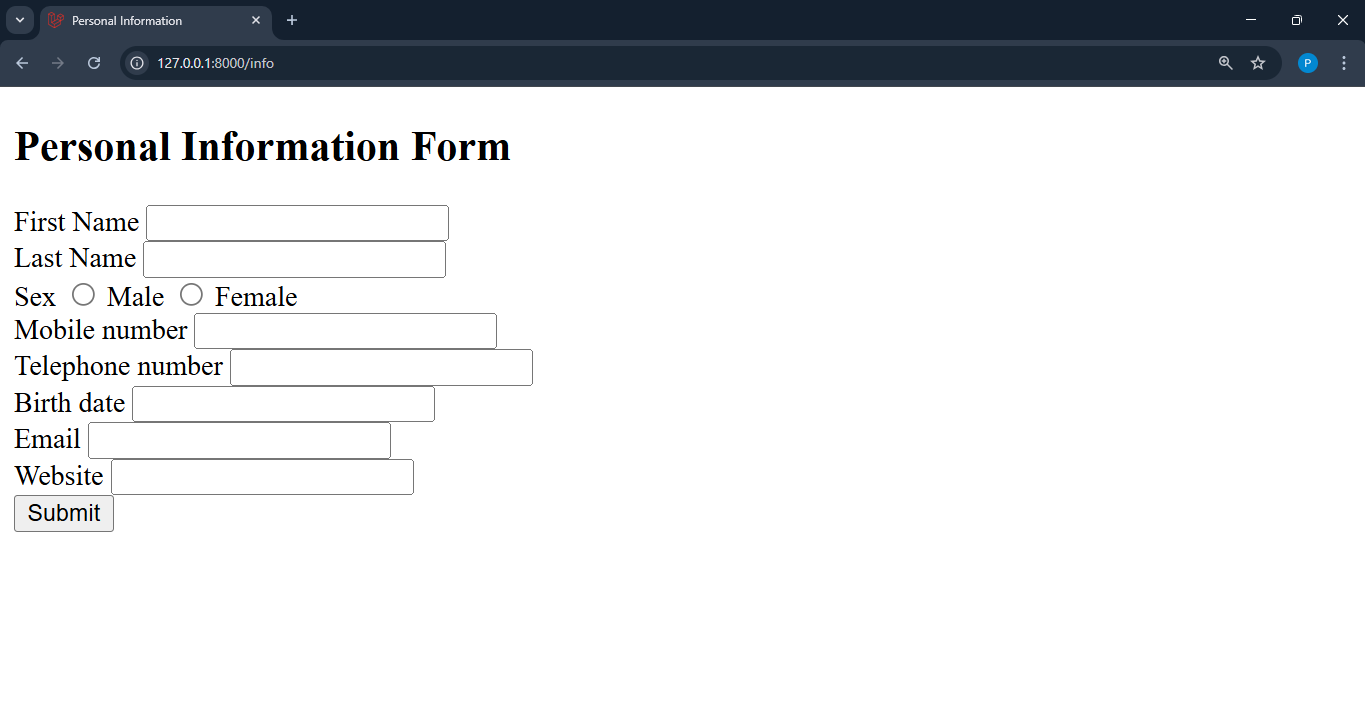 Personal Information
127.0.0.1:8000/info
P
Personal Information Form
First Name
Last Name
Sex Male Female
Mobile number
Telephone number
Birth date
Email
Website
Submit